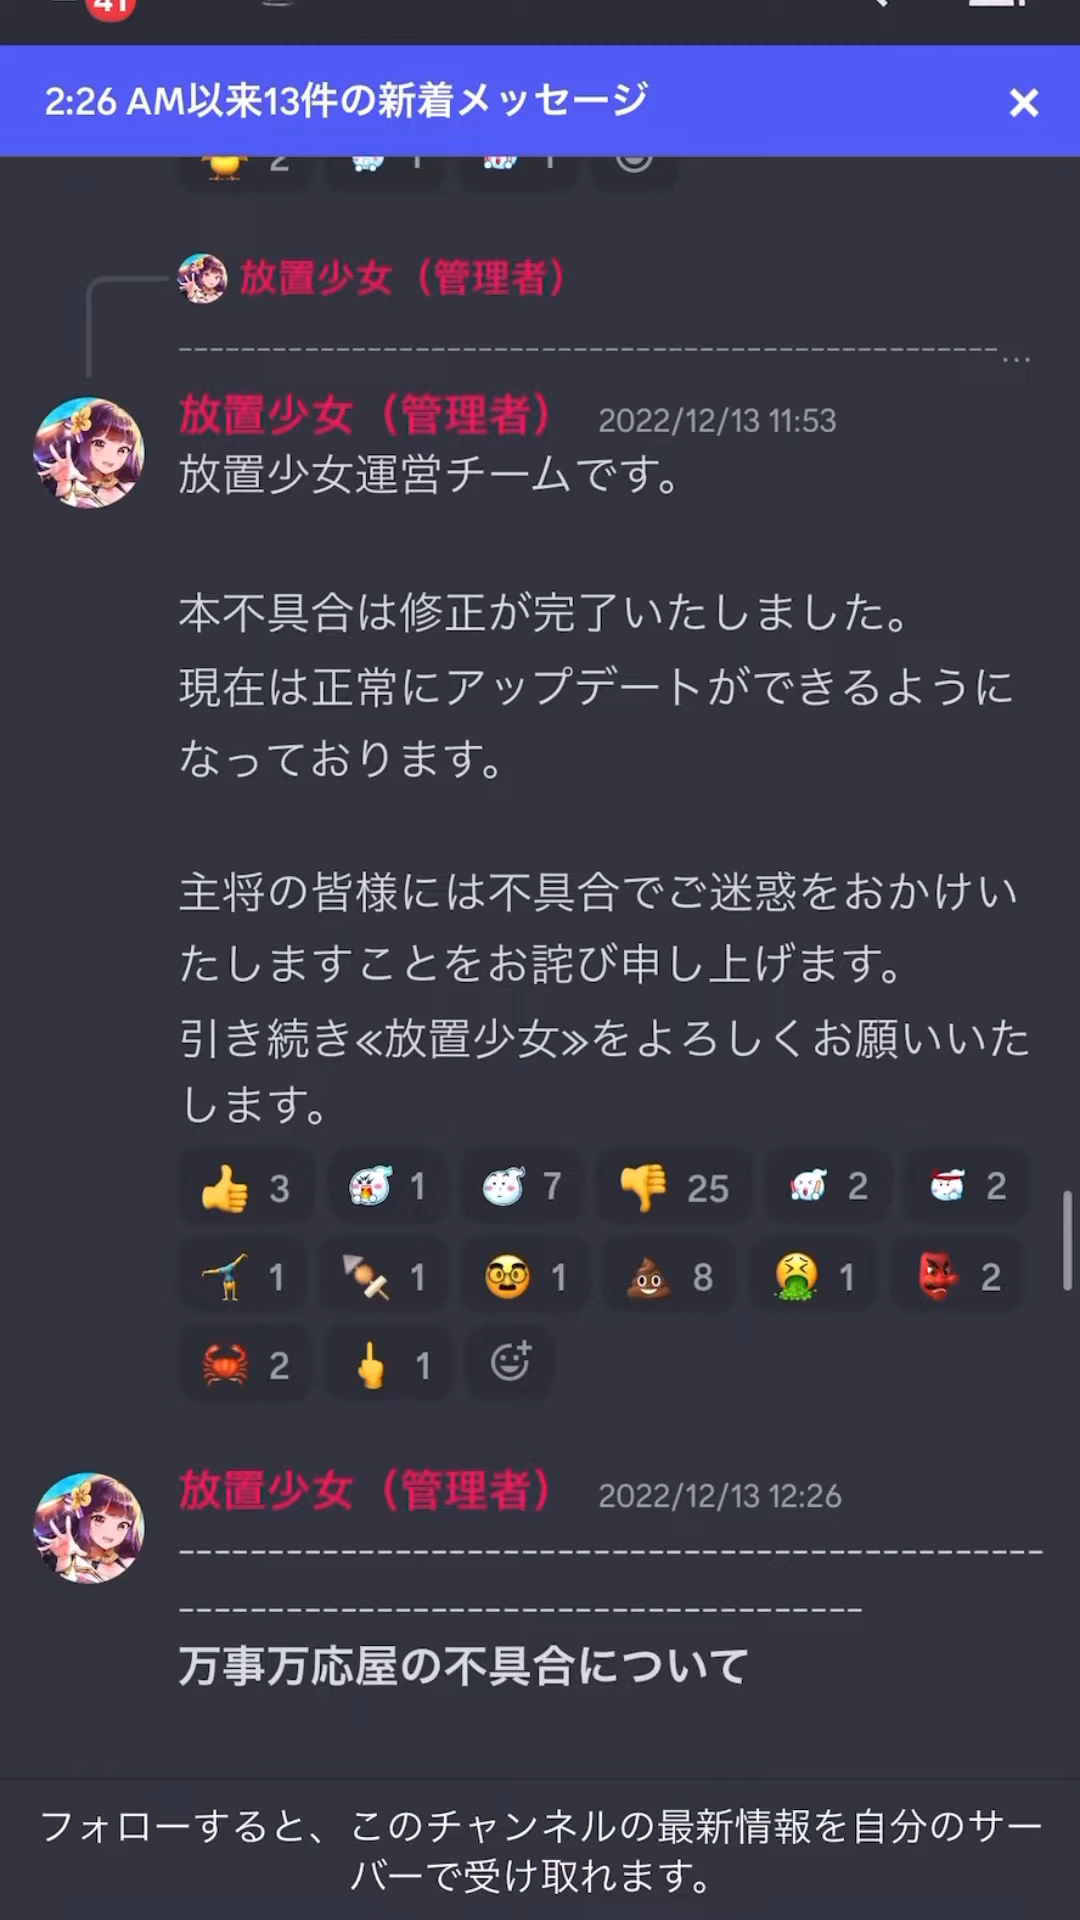 41
2:26 AM以来13件の新着メッセージ
2 1 1
放置少女（管理者）
----------------------------------------------------...
放置少女（管理者） 2022/12/13 11:53
放置少女運営チームです。
本不具合は修正が完了いたしました。
現在は正常にアップデートができるように
なっております。
主将の皆様には不具合でご迷惑をおかけい
たしますことをお詫び申し上げます。
引き続き≪放置少女≫をよろしくお願いいた
します。
3 1 7 25 2 2
1 1 1 8 1 2
2 1
放置少女（管理者） 2022/12/13 12:26
------------------------------------------------
--------------------------------------
万事万応屋の不具合について
フォローすると、このチャンネルの最新情報を自分のサー
バーで受け取れます。